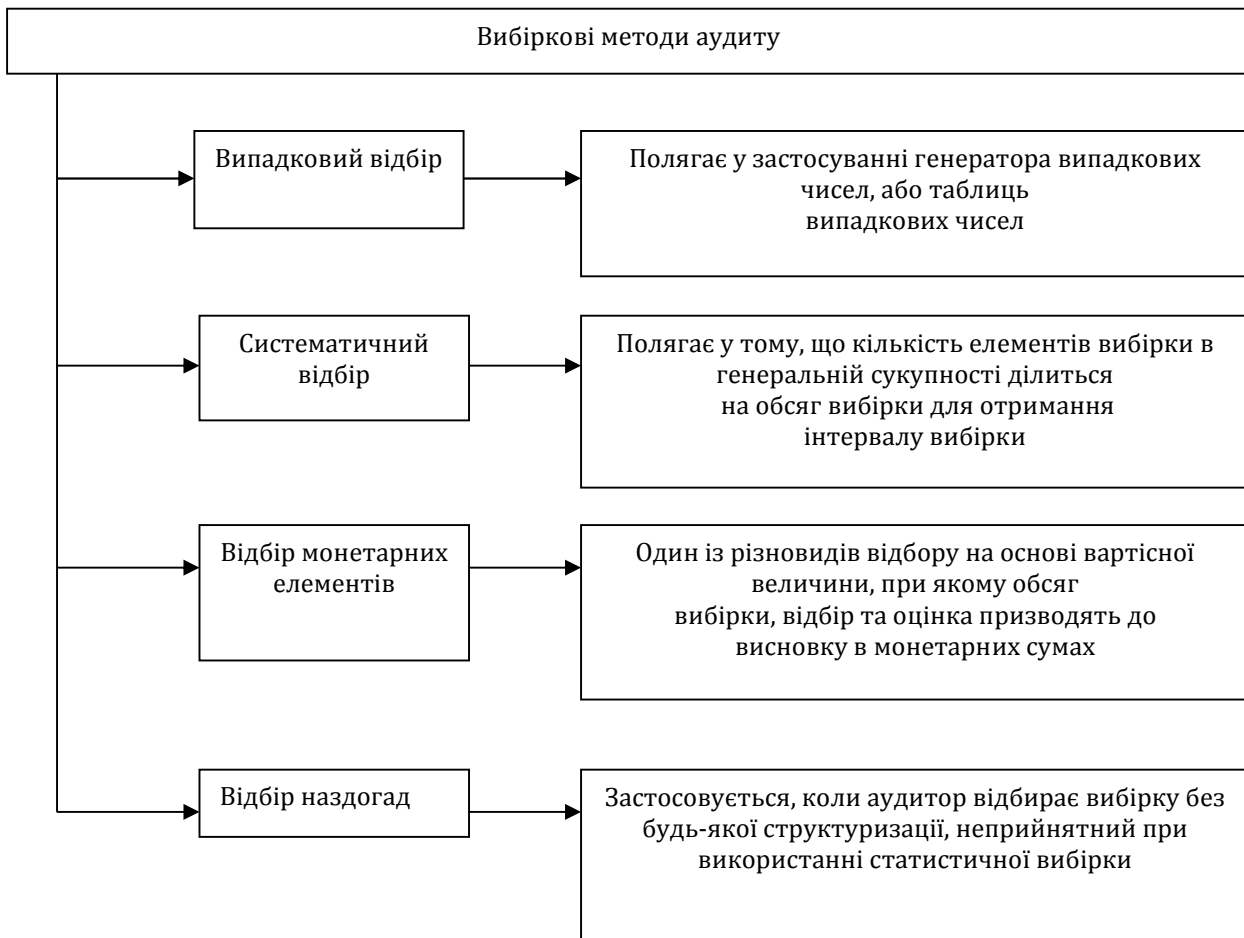 Вибіркові методи аудиту
Випадковий відбір
Полягає у застосуванні генератора випадкових
чисел, або таблиць
випадкових чисел
Систематичний
відбір
Полягає у тому, що кількість елементів вибірки в
генеральній сукупності ділиться
на обсяг вибірки для отримання
інтервалу вибірки
Відбір монетарних
елементів
Один із різновидів відбору на основі вартісної
величини, при якому обсяг
вибірки, відбір та оцінка призводять до
висновку в монетарних сумах
Відбір наздогад
Застосовується, коли аудитор відбирає вибірку без
будь-якої структуризації, неприйнятний при
використанні статистичної вибірки